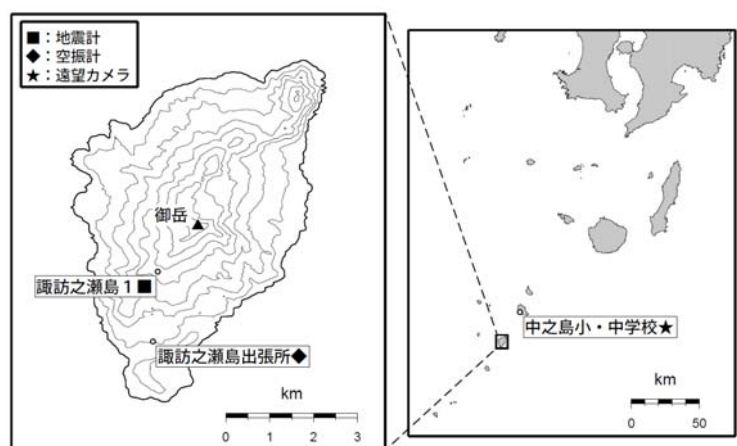 ■：地震計
◆：空振計
★：遠望カメラ
御岳
諏訪之瀬島１■
諏訪之瀬島出張所◆
km
0 1 2 3
中之島小・中学校★
km
0 50